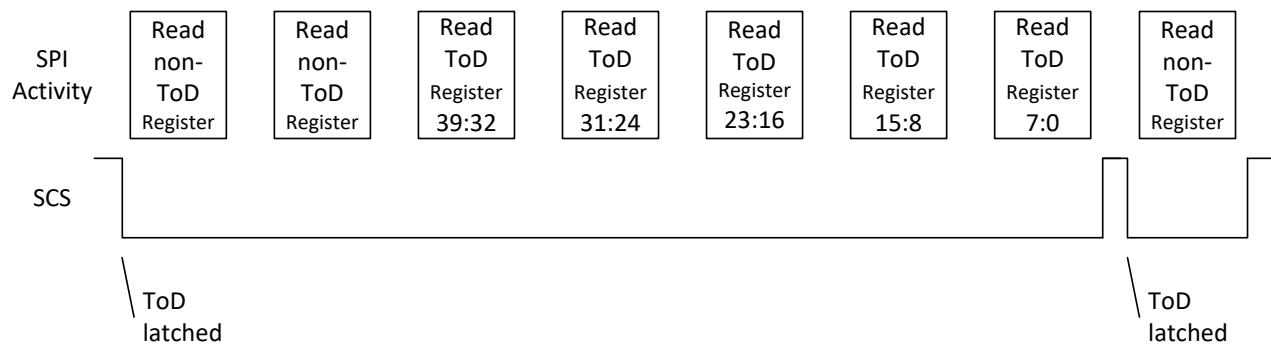 SPI
Activity
Read
non-
ToD
Register
Read
non-
ToD
Register
Read
ToD
Register
39:32
Read
ToD
Register
31:24
Read
ToD
Register
23:16
Read
ToD
Register
15:8
Read
ToD
Register
7:0
Read
non-
ToD
Register
SCS
ToD
latched
ToD
latched